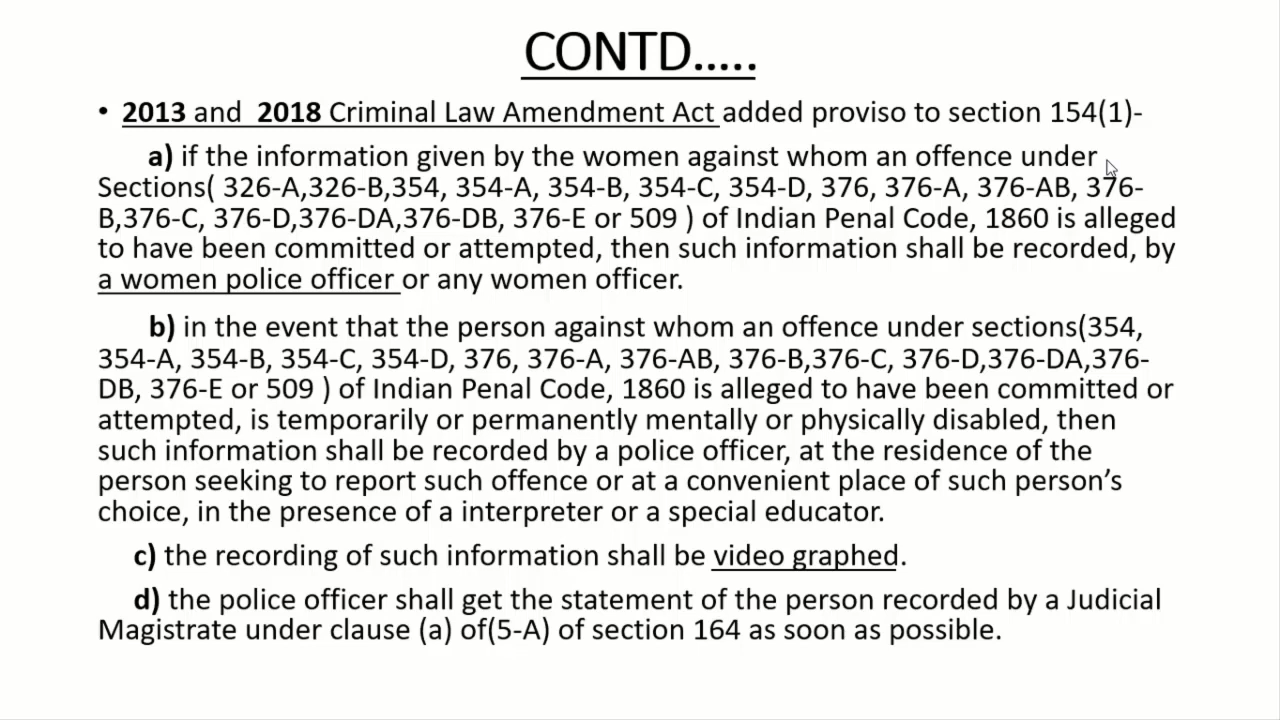 CONTD.....
• 2013 and 2018 Criminal Law Amendment Act added proviso to section 154(1)-
a) if the information given by the women against whom an offence under
Sections( 326-A,326-B,354, 354-A, 354-B, 354-C, 354-D, 376, 376-A, 376-AB, 376-
B,376-C, 376-D,376-DA,376-DB, 376-E or 509 ) of Indian Penal Code, 1860 is alleged
to have been committed or attempted, then such information shall be recorded, by
a women police officer or any women officer.
b) in the event that the person against whom an offence under sections(354,
354-A, 354-B, 354-C, 354-D, 376, 376-A, 376-AB, 376-B,376-C, 376-D,376-DA,376-
DB, 376-E or 509 ) of Indian Penal Code, 1860 is alleged to have been committed or
attempted, is temporarily or permanently mentally or physically disabled, then
such information shall be recorded by a police officer, at the residence of the
person seeking to report such offence or at a convenient place of such person’s
choice, in the presence of a interpreter or a special educator.
c) the recording of such information shall be video graphed.
d) the police officer shall get the statement of the person recorded by a Judicial
Magistrate under clause (a) of(5-A) of section 164 as soon as possible.